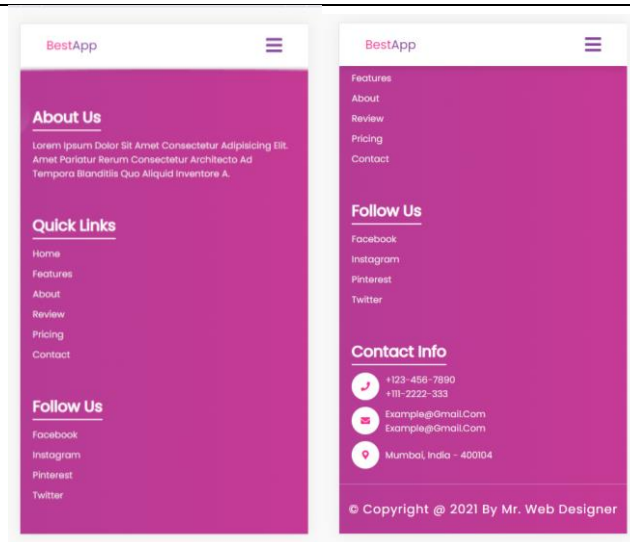 BestApp
About Us
Lorem Ipsum Dolor Sit Amet Consectetur Adipisicing Elit.
Amet Pariatur Rerum Consectetur Architecto Ad
Tempora Blanditiis Quo Aliquid Inventore A.
Quick Links
Home
Features
About
Review
Pricing
Contact
Follow Us
Facebook
Instagram
Pinterest
Twitter
BestApp
Features
About
Review
Pricing
Contact
Follow Us
Facebook
Instagram
Pinterest
Twitter
Contact Info
+123-456-7890
+111-2222-333
Example@Gmail.Com
Example@Gmail.Com
Mumbai, India - 400104
© Copyright @ 2021 By Mr. Web Designer